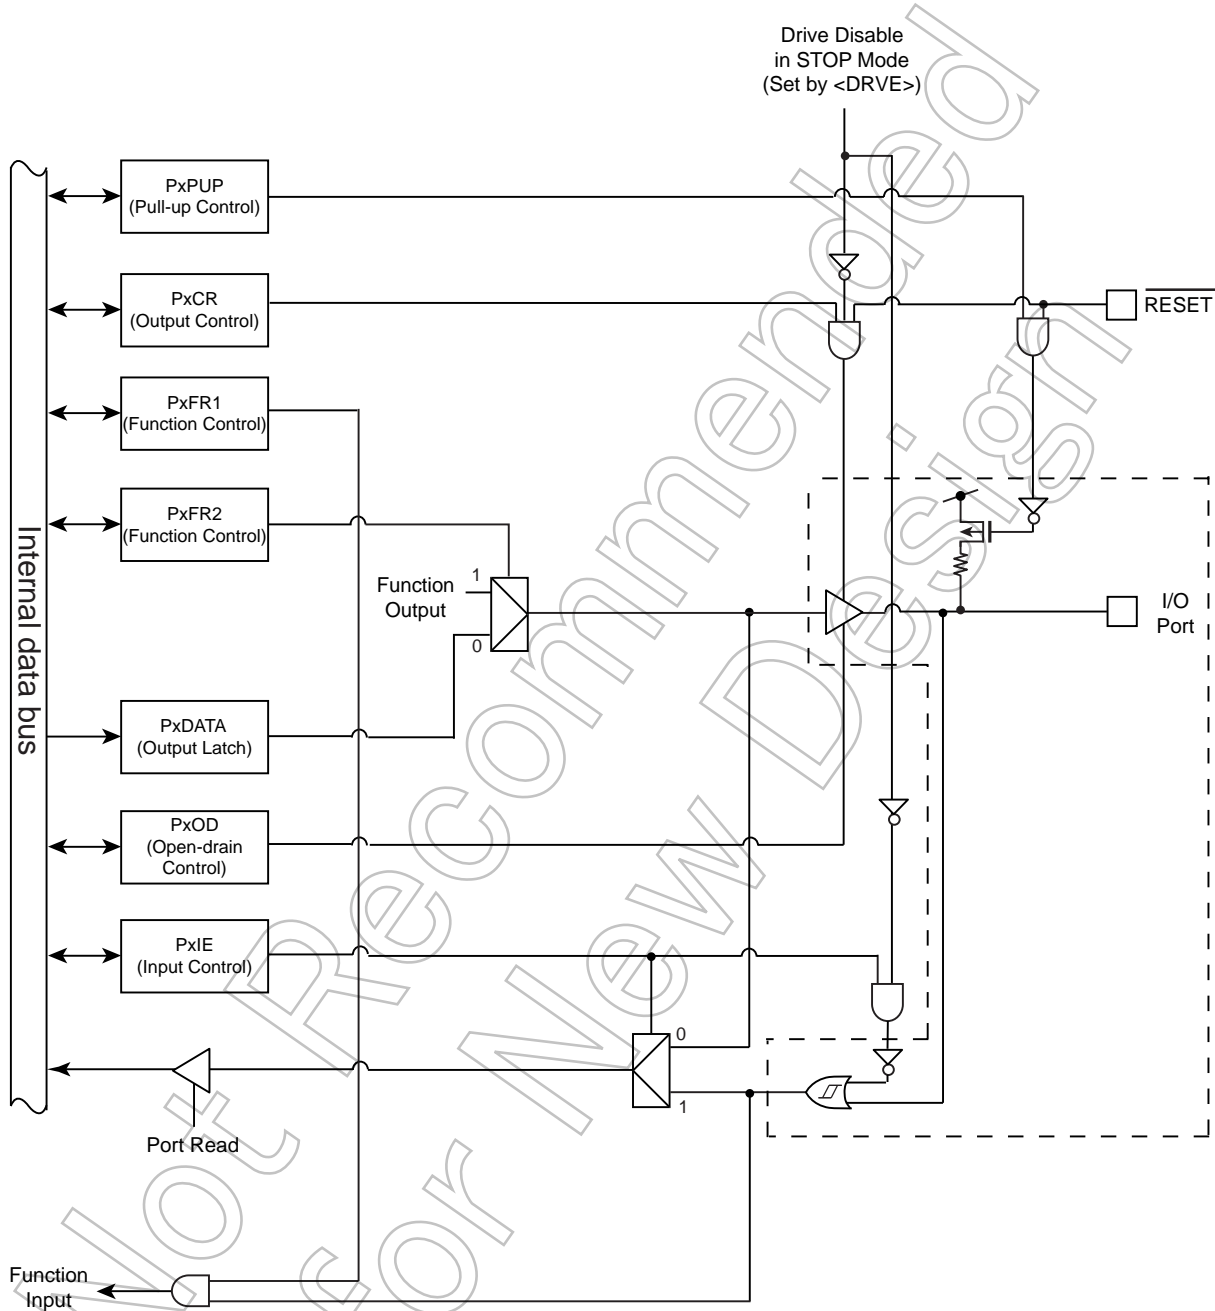 Drive Disable
in STOP Mode
(Set by <DRVE>)
PxPUP
(Pull-up Control)
PxCR
(Output Control)
RESET
PxFR1
(Function Control)
PxFR2
(Function Control)
Internal data bus
Function
Output
1
0
I/O
Port
PxDATA
(Output Latch)
PxOD
(Open-drain
Control)
PxIE
(Input Control)
0
1
Port Read
Function
Input
Not Recommended
for New Design